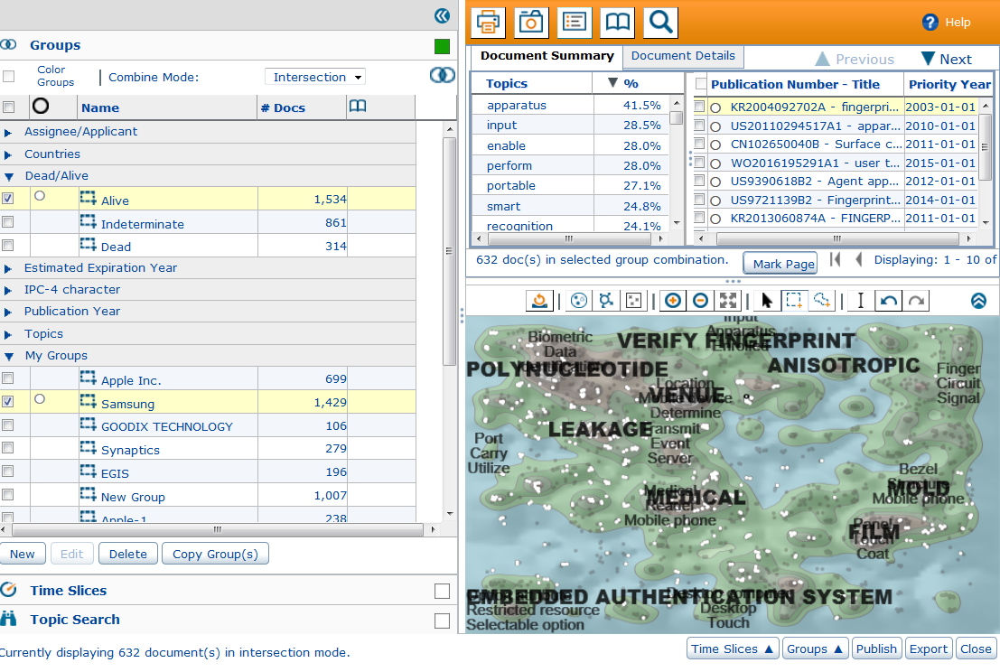 Groups
Color Groups
Combine Mode:
Intersection
Name
# Docs
Assignee/Applicant
Countries
Dead/Alive
Alive 1,534
Indeterminate 861
Dead 314
Estimated Expiration Year
IPC-4 character
Publication Year
Topics
My Groups
Apple Inc. 699
Samsung 1,429
GOODIX TECHNOLOGY 106
Synaptics 279
EGIS 196
New Group 1,007
Apple-1 238
New Edit Delete Copy Group(s)
Time Slices
Topic Search
Currently displaying 632 document(s) in intersection mode.
Help
Document Summary Document Details Previous Next
Topics %
apparatus 41.5%
input 28.5%
enable 28.0%
perform 28.0%
portable 27.1%
smart 24.8%
recognition 24.1%
Publication Number - Title Priority Year
KR2004092702A - fingerpri... 2003-01-01
US20110294517A1 - appar... 2010-01-01
CN102650040B - Surface c... 2011-01-01
WO2016195291A1 - user t... 2015-01-01
US9390618B2 - Agent app... 2012-01-01
US9721139B2 - Fingerprint... 2014-01-01
KR2013060874A - FINGERP... 2011-01-01
632 doc(s) in selected group combination.
Mark Page
Displaying: 1 - 10 of
Input
Apparatus
Enrolled
Biometric
Data
Identification
VERIFY FINGERPRINT
POLYNUCLEOTIDE
ANISOTROPIC
Finger
Circuit
Signal
Location
Mobile device
Determine
VENUE
LEAKAGE
Transmit
Event
Server
Port
Carry
Utilize
Medical
Reader
Mobile phone
MEDICAL
Bezel
Structure
Mobile phone
MOLD
Panel
Touch
Coat
FILM
EMBEDDED AUTHENTICATION SYSTEM
Restricted resource
Selectable option
Desktop computer
Desktop
Touch
Time Slices ▲ Groups ▲ Publish Export Close